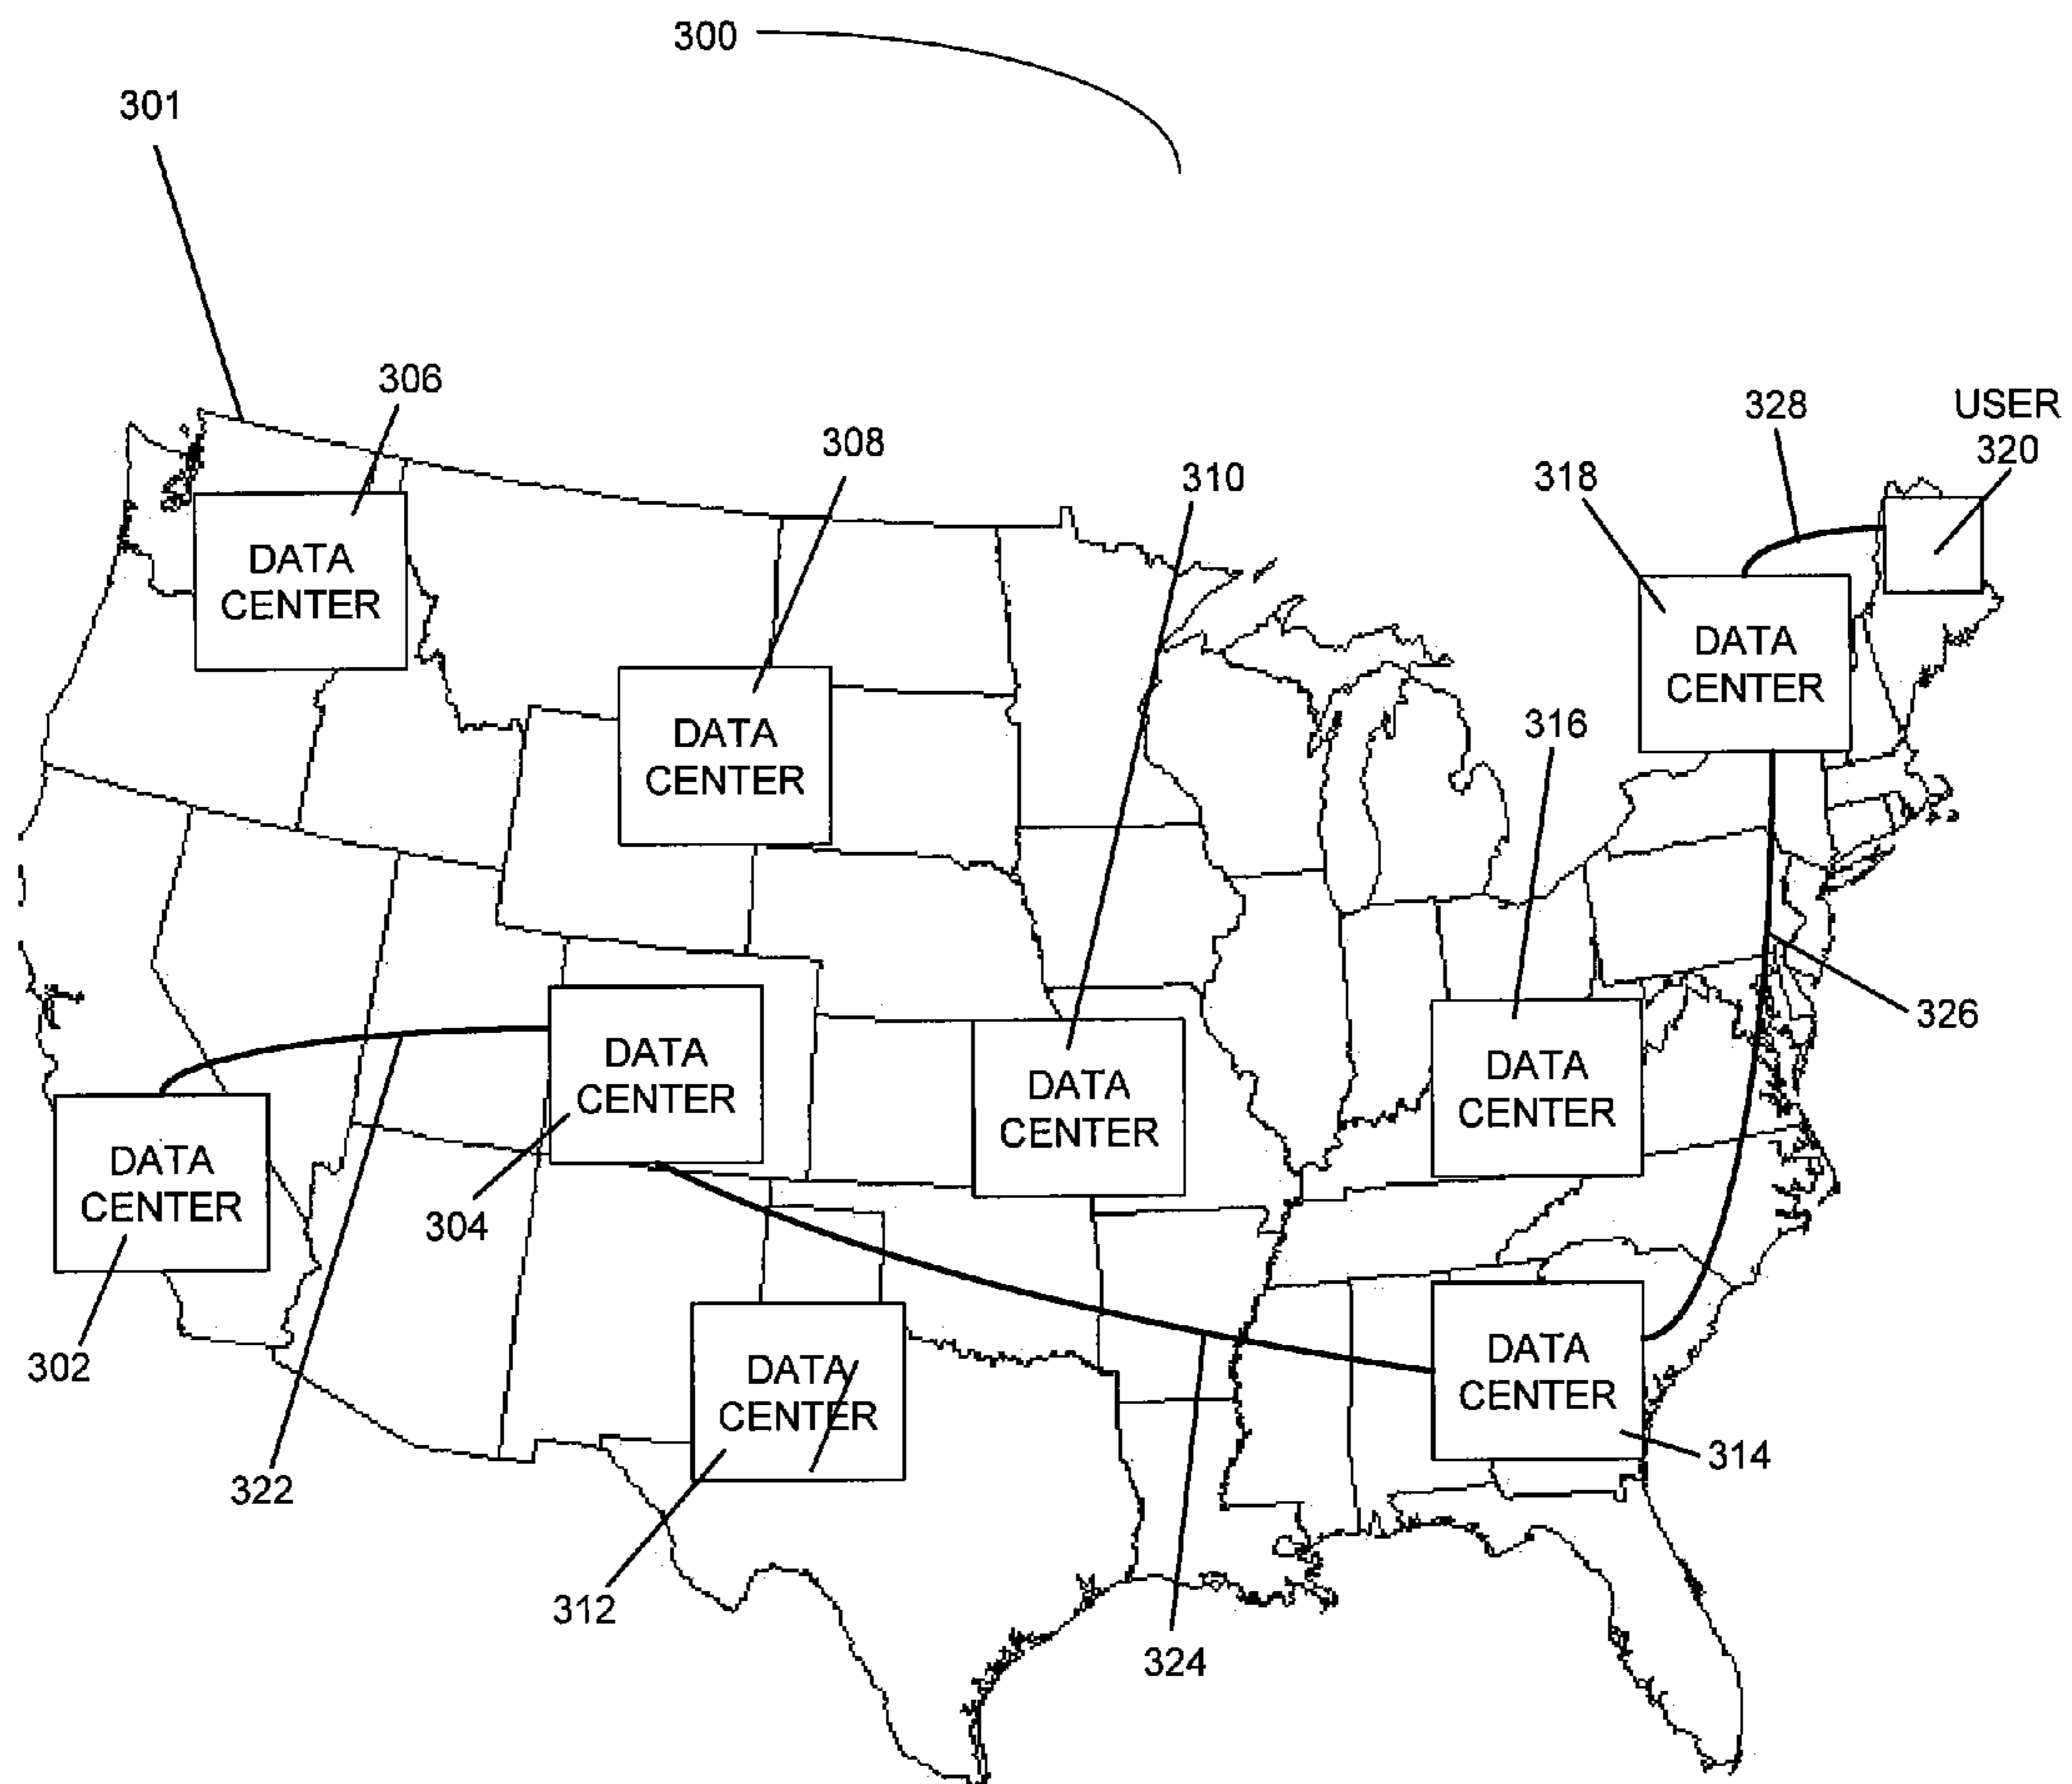 300
301
306
308
310
318
328
USER
320
DATA
CENTER
DATA
CENTER
DATA
CENTER
316
326
DATA
CENTER
DATA
CENTER
DATA
CENTER
DATA
CENTER
304
302
DATA
CENTER
DATA
CENTER
322
314
312
324